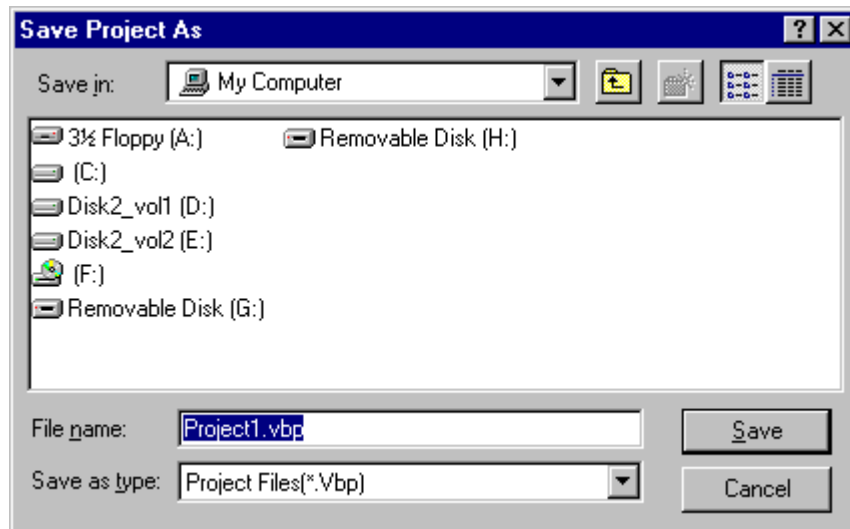 Save Project As
Save in: My Computer
3½ Floppy (A:)
(C:)
Disk2_vol1 (D:)
Disk2_vol2 (E:)
(F:)
Removable Disk (G:)
Removable Disk (H:)
File name: Project1.vbp
Save
Save as type: Project Files(*.Vbp)
Cancel